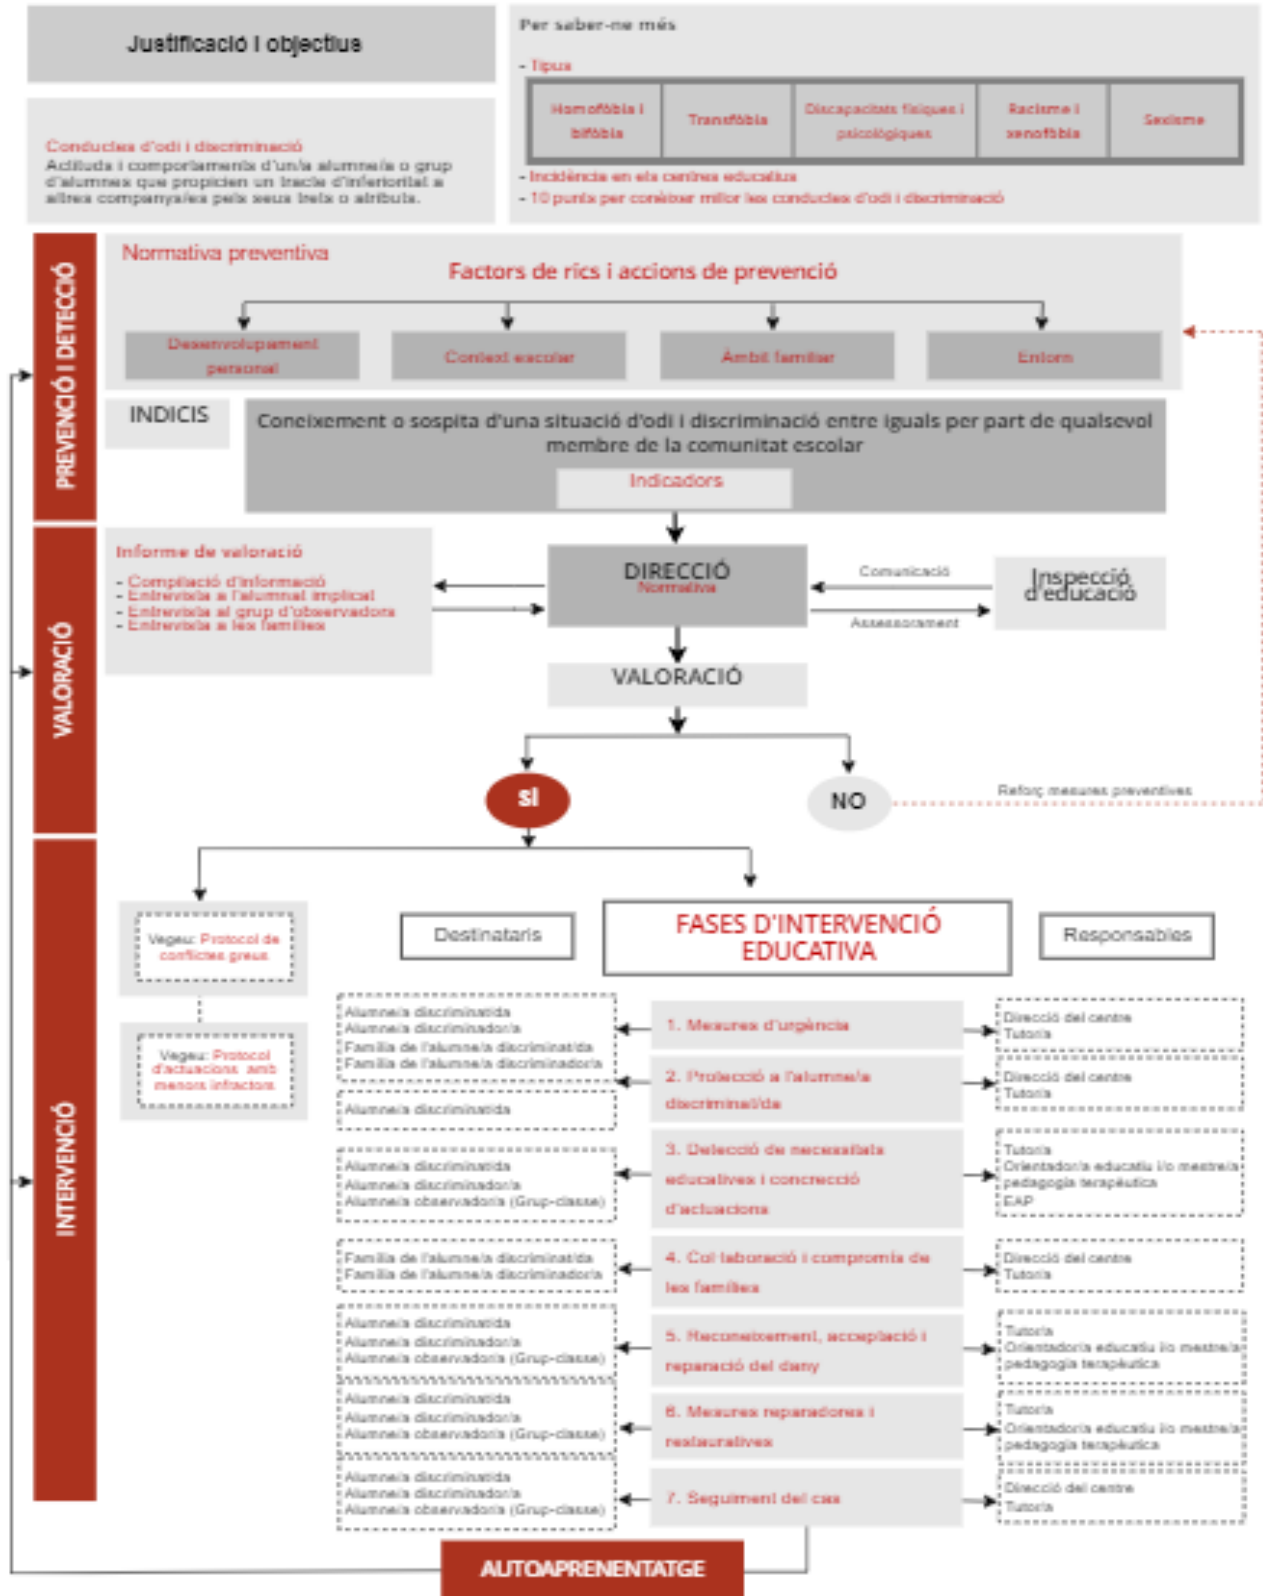 Justificació i objectius
Conductes d'odi i discriminació
Actituds i comportaments d'un/a alumne/a o grup
d'alumnes que propicien un tracte d'inferioritat a
altres companys/es pels seus trets o atributs.
Per saber-ne més
- Tipus
Homofòbia i
bifòbia
Transfòbia
Discapacitats físiques i
psicològiques
Racisme i
xenofòbia
Sexisme
- Incidència en els centres educatius
- 10 punts per conèixer millor les conductes d'odi i discriminació
PREVENCIÓ I DETECCIÓ
Normativa preventiva
Factors de rics i accions de prevenció
Desenvolupament
personal
Context escolar
Àmbit familiar
Entorn
INDICIS
Coneixement o sospita d'una situació d'odi i discriminació entre iguals per part de qualsevol
membre de la comunitat escolar
Indicadors
VALORACIÓ
Informe de valoració
- Compilació d'informació
- Entrevista a l'alumnat implicat
- Entrevista al grup d'observadors
- Entrevista a les famílies
DIRECCIÓ
Normativa
Comunicació
Assessorament
Inspecció
d'educació
VALORACIÓ
SÍ
NO
Reforç mesures preventives
INTERVENCIÓ
Vegeu: Protocol de
conflictes greus
Vegeu: Protocol
d'actuacions amb
menors infractors
Destinataris
FASES D'INTERVENCIÓ
EDUCATIVA
Responsables
Alumne/a discriminat/da
Alumne/a discriminador/a
Família de l'alumne/a discriminat/da
Família de l'alumne/a discriminador/a
1. Mesures d'urgència
Direcció del centre
Tutor/a
Alumne/a discriminat/da
2. Protecció a l'alumne/a
discriminat/da
Direcció del centre
Tutor/a
Alumne/a discriminat/da
Alumne/a discriminador/a
Alumne/a observador/a (Grup-classe)
3. Detecció de necessitats
educatives i concrecció
d'actuacions
Tutor/a
Orientador/a educatiu i/o mestre/a
pedagogia terapèutica
EAP
Família de l'alumne/a discriminat/da
Família de l'alumne/a discriminador/a
4. Col·laboració i compromís de
les famílies
Direcció del centre
Tutor/a
Alumne/a discriminat/da
Alumne/a discriminador/a
Alumne/a observador/a (Grup-classe)
5. Reconeixement, acceptació i
reparació del dany
Tutor/a
Orientador/a educatiu i/o mestre/a
pedagogia terapèutica
Alumne/a discriminat/da
Alumne/a discriminador/a
Alumne/a observador/a (Grup-classe)
6. Mesures reparadores i
restauratives
Tutor/a
Orientador/a educatiu i/o mestre/a
pedagogia terapèutica
Alumne/a discriminat/da
Alumne/a discriminador/a
Alumne/a observador/a (Grup-classe)
7. Seguiment del cas
Direcció del centre
Tutor/a
AUTOAPRENENTATGE